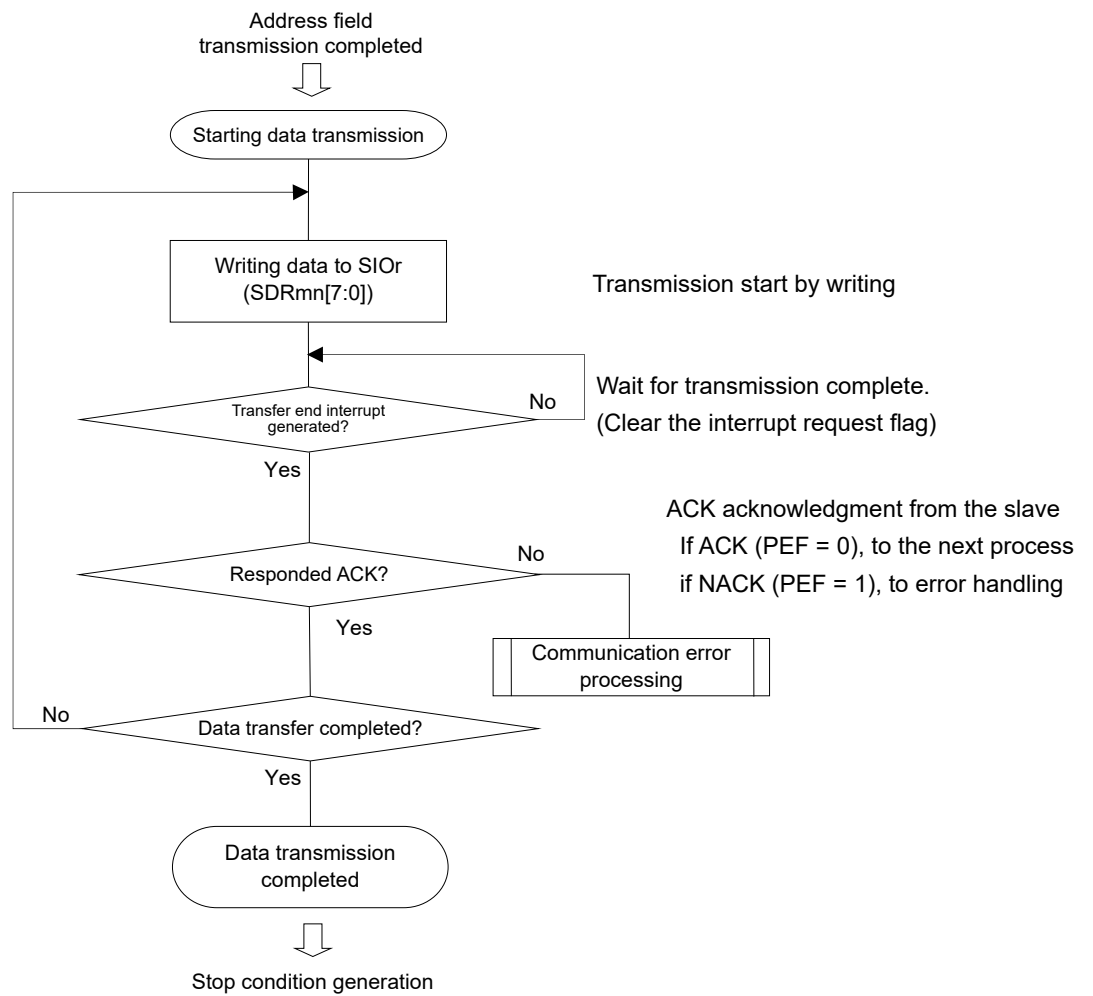 Address field
transmission completed
Starting data transmission
Writing data to SIOr
(SDRmn[7:0])
Transmission start by writing
Transfer end interrupt
generated?
No
Wait for transmission complete.
(Clear the interrupt request flag)
Yes
Responded ACK?
No
ACK acknowledgment from the slave
If ACK (PEF = 0), to the next process
if NACK (PEF = 1), to error handling
Yes
Communication error
processing
No
Data transfer completed?
Yes
Data transmission
completed
Stop condition generation